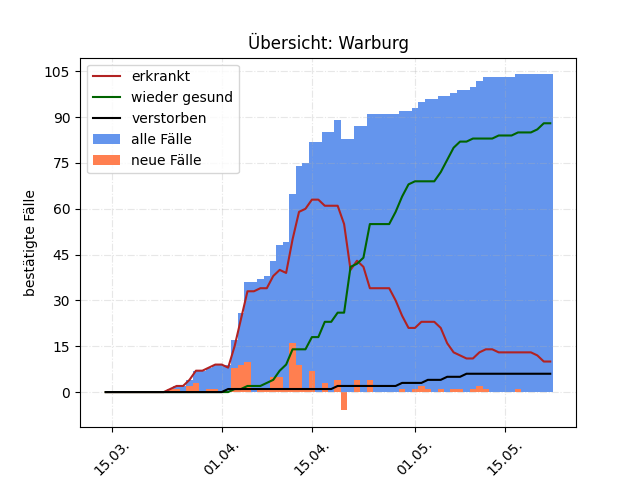 Übersicht: Warburg
erkrankt
wieder gesund
verstorben
alle Fälle
neue Fälle
bestätigte Fälle
105
90
75
60
45
30
15
0
15.03.
01.04.
15.04.
01.05.
15.05.